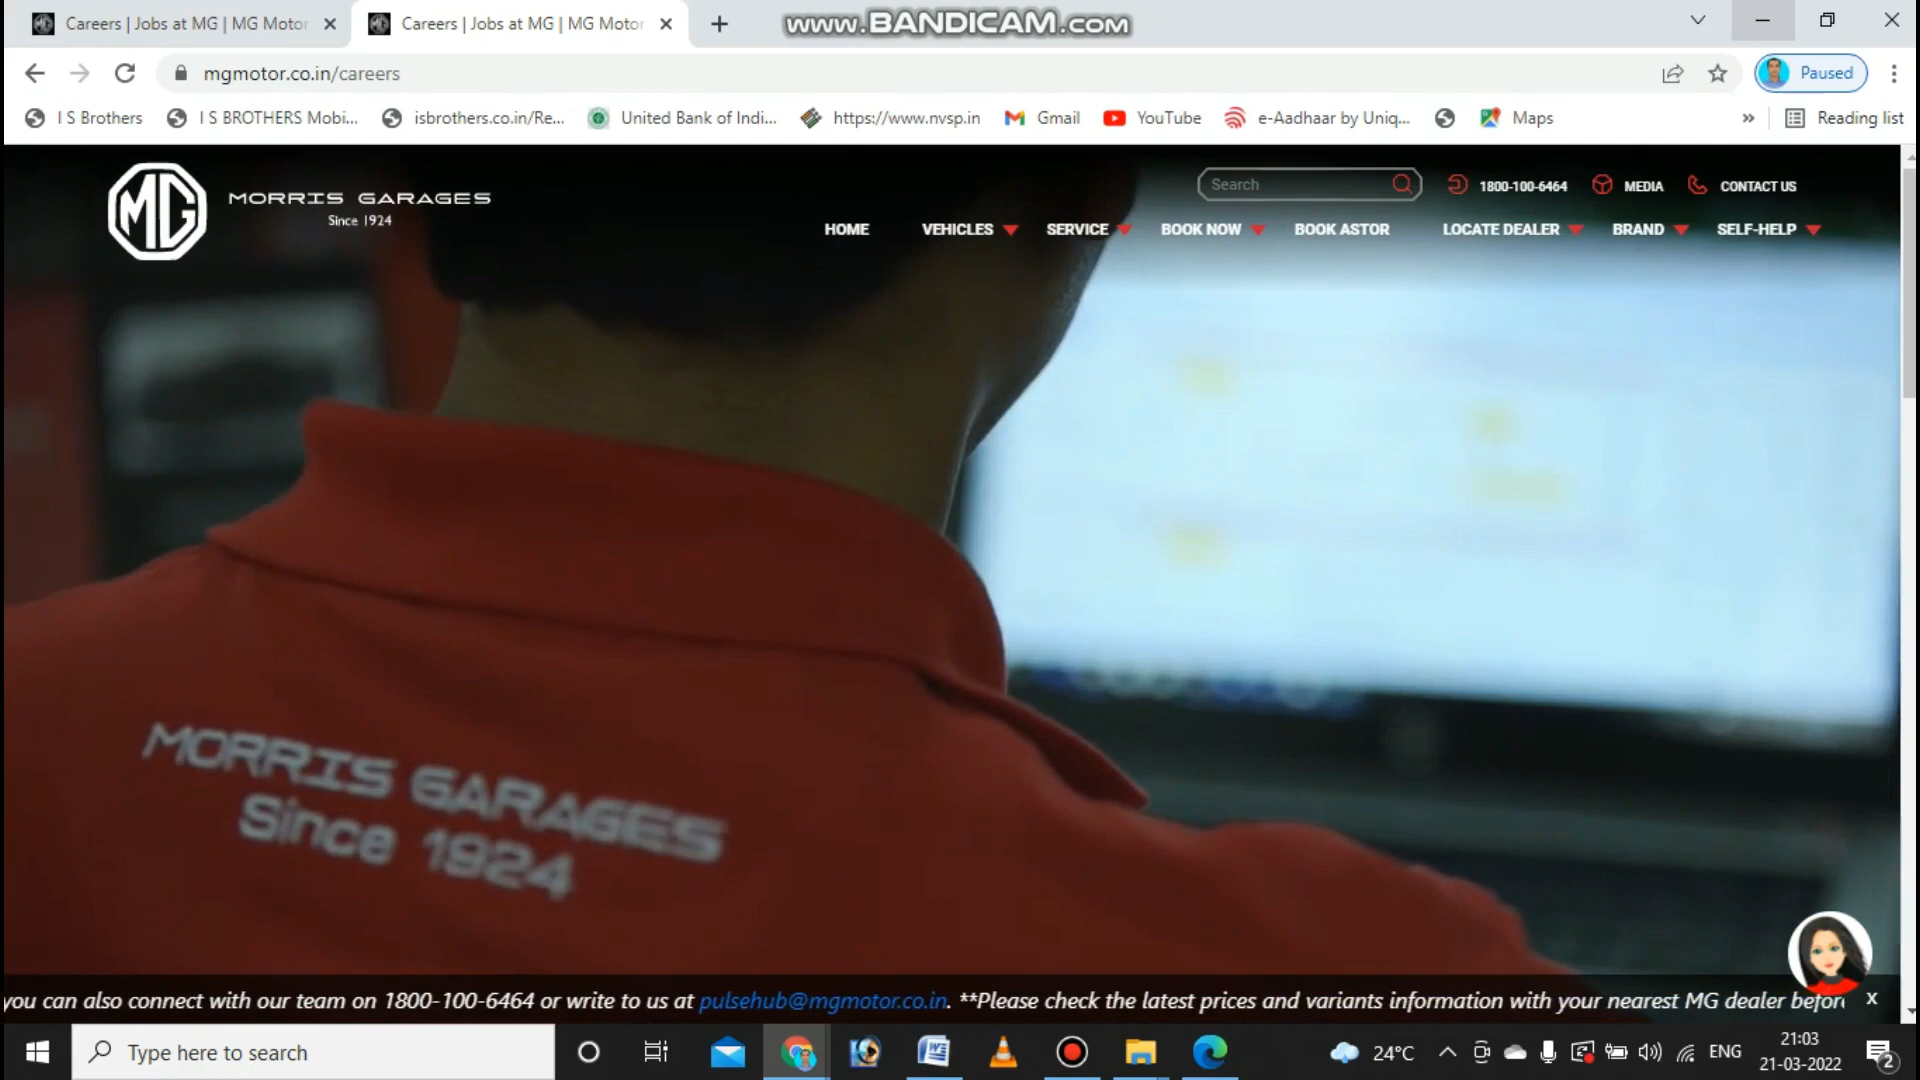 Careers | Jobs at MG | MG Motor
Careers | Jobs at MG | MG Motor
www.BANDICAM.com
mgmotor.co.in/careers
Paused
I S Brothers
I S BROTHERS Mobi...
isbrothers.co.in/Re...
United Bank of Indi...
https://www.nvsp.in
Gmail
YouTube
e-Aadhaar by Uniq...
Maps
»
Reading list
MG
MORRIS GARAGES
Since 1924
Search
1800-100-6464
MEDIA
CONTACT US
HOME
VEHICLES
SERVICE
BOOK NOW
BOOK ASTOR
LOCATE DEALER
BRAND
SELF-HELP
MORRIS GARAGES
Since 1924
you can also connect with our team on 1800-100-6464 or write to us at pulsehub@mgmotor.co.in. **Please check the latest prices and variants information with your nearest MG dealer befor
x
Type here to search
24°C
ENG
21:03
21-03-2022
2